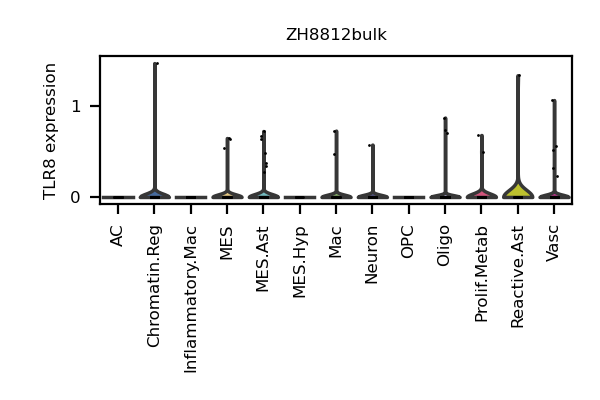 ZH8812bulk
TLR8 expression
1
0
AC
Chromatin.Reg
Inflammatory.Mac
MES
MES.Ast
MES.Hyp
Mac
Neuron
OPC
Oligo
Prolif.Metab
Reactive.Ast
Vasc